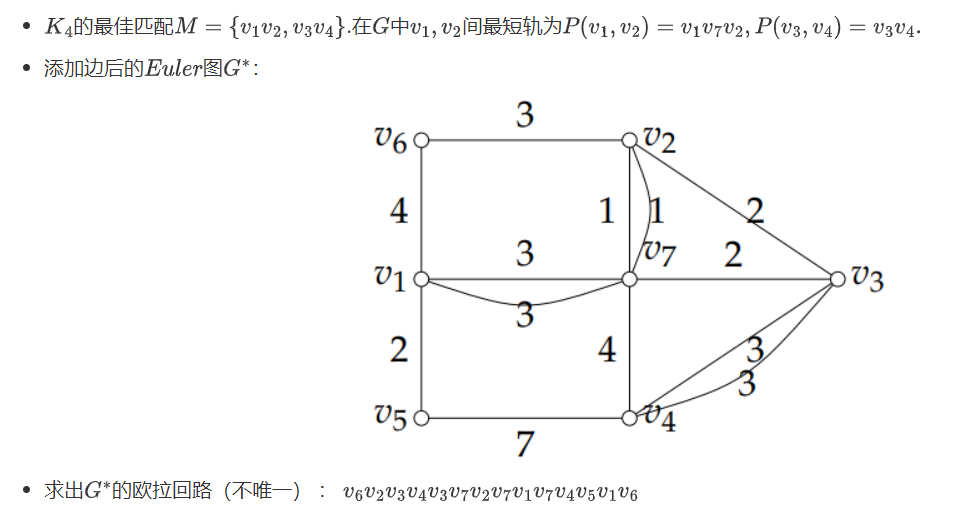 • K₄的最佳匹配M = {v₁v₂, v₃v₄}.在G中v₁, v₂间最短轨为P(v₁, v₂) = v₁v₇v₂, P(v₃, v₄) = v₃v₄.
• 添加边后的Euler图G*:
3
v₆
v₂
4
1
1
2
3
v₇
2
v₁
v₃
3
2
4
3
3
v₅
v₄
7
• 求出G*的欧拉回路（不唯一）： v₆v₂v₃v₄v₃v₇v₂v₇v₁v₇v₄v₅v₁v₆